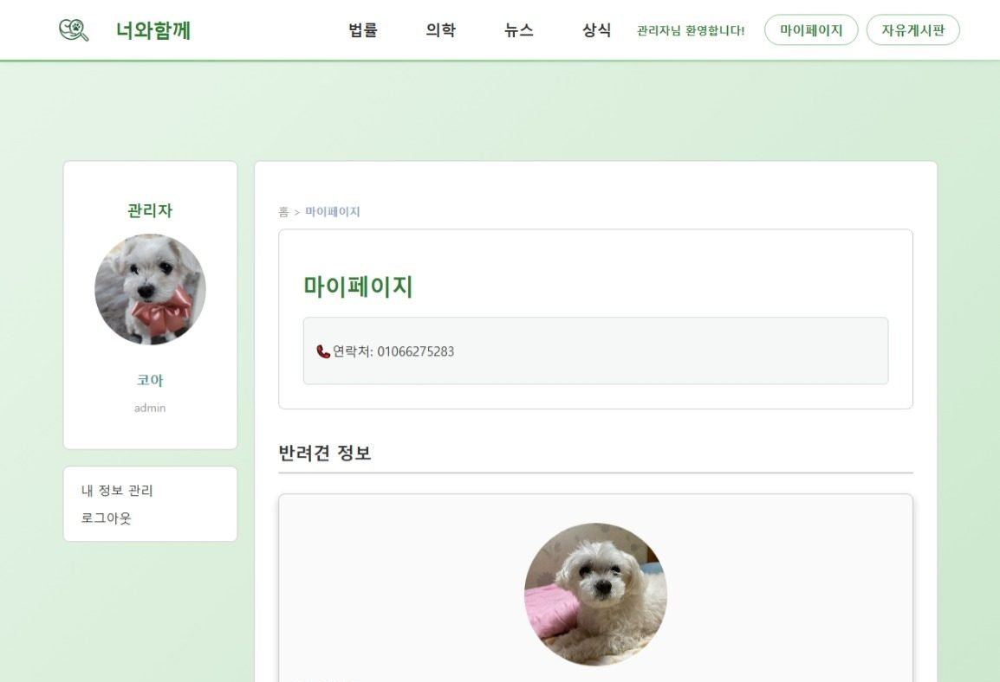 너와함께
법률 의학 뉴스 상식 관리자님 환영합니다! 마이페이지 자유게시판
관리자
코아
admin
내 정보 관리
로그아웃
홈 > 마이페이지
마이페이지
연락처: 01066275283
반려견 정보